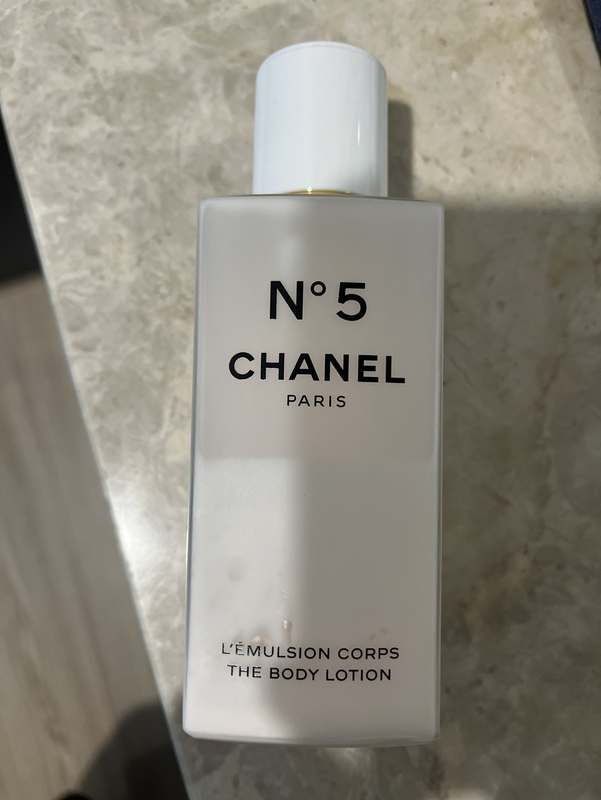 N°5
CHANEL
PARIS
L'ÉMULSION CORPS
THE BODY LOTION